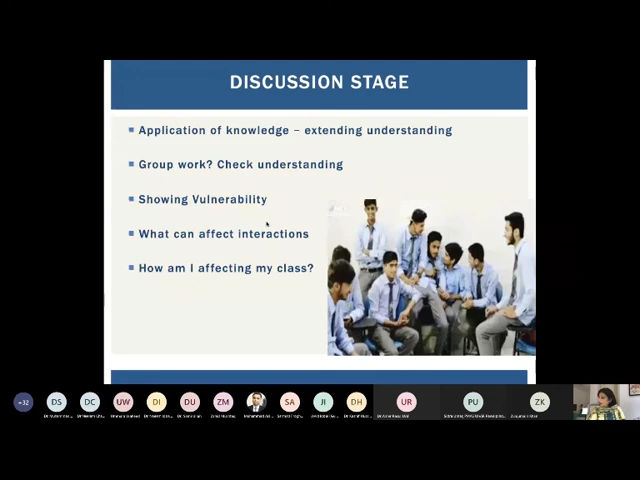 DISCUSSION STAGE
Application of knowledge – extending understanding
Group work? Check understanding
Showing Vulnerability
What can affect interactions
How am I affecting my class?
+32
DS
DC
UW
DI
DU
ZM
SA
JI
DH
UR
PU
ZK